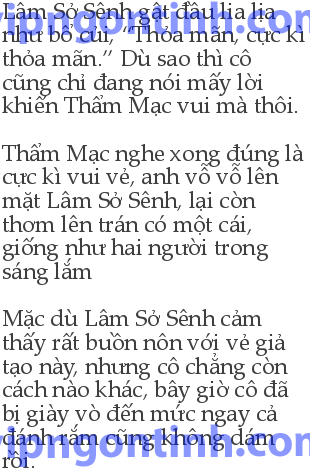 Lâm Sở Sênh gật đầu lia lịa
như bổ củi, “Thỏa mãn, cực kì
thỏa mãn.” Dù sao thì cô
cũng chỉ đang nói mấy lời
khiến Thẩm Mạc vui mà thôi.
Thẩm Mạc nghe xong đúng là
cực kì vui vẻ, anh vỗ vỗ lên
mặt Lâm Sở Sênh, lại còn
thơm lên trán có một cái,
giống như hai người trong
sáng lắm
Mặc dù Lâm Sở Sênh cảm
thấy rất buồn nôn với vẻ giả
tạo này, nhưng cô chẳng còn
cách nào khác, bây giờ cô đã
bị giày vò đến mức ngay cả
đánh rắm cũng không dám
rồi.
vipngontinh.com
vipngontinh.com